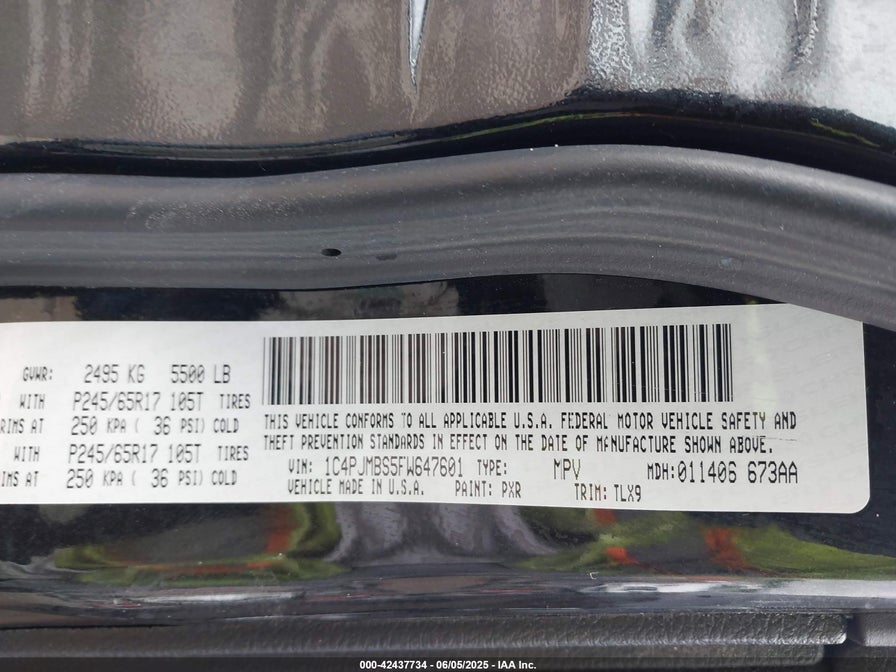 GVWR: 2495 KG 5500 LB
WITH P245/65R17 105T TIRES
RIMS AT 250 KPA ( 36 PSI) COLD
WITH P245/65R17 105T TIRES
RIMS AT 250 KPA ( 36 PSI) COLD
THIS VEHICLE CONFORMS TO ALL APPLICABLE U.S.A. FEDERAL MOTOR VEHICLE SAFETY AND
THEFT PREVENTION STANDARDS IN EFFECT ON THE DATE OF MANUFACTURE SHOWN ABOVE.
VIN: 1C4PJMBS5FW647601 TYPE: MPV MDH:011406 673AA
VEHICLE MADE IN U.S.A. PAINT: PXR TRIM: TLX9
000-42437734 - 06/05/2025 - IAA Inc.